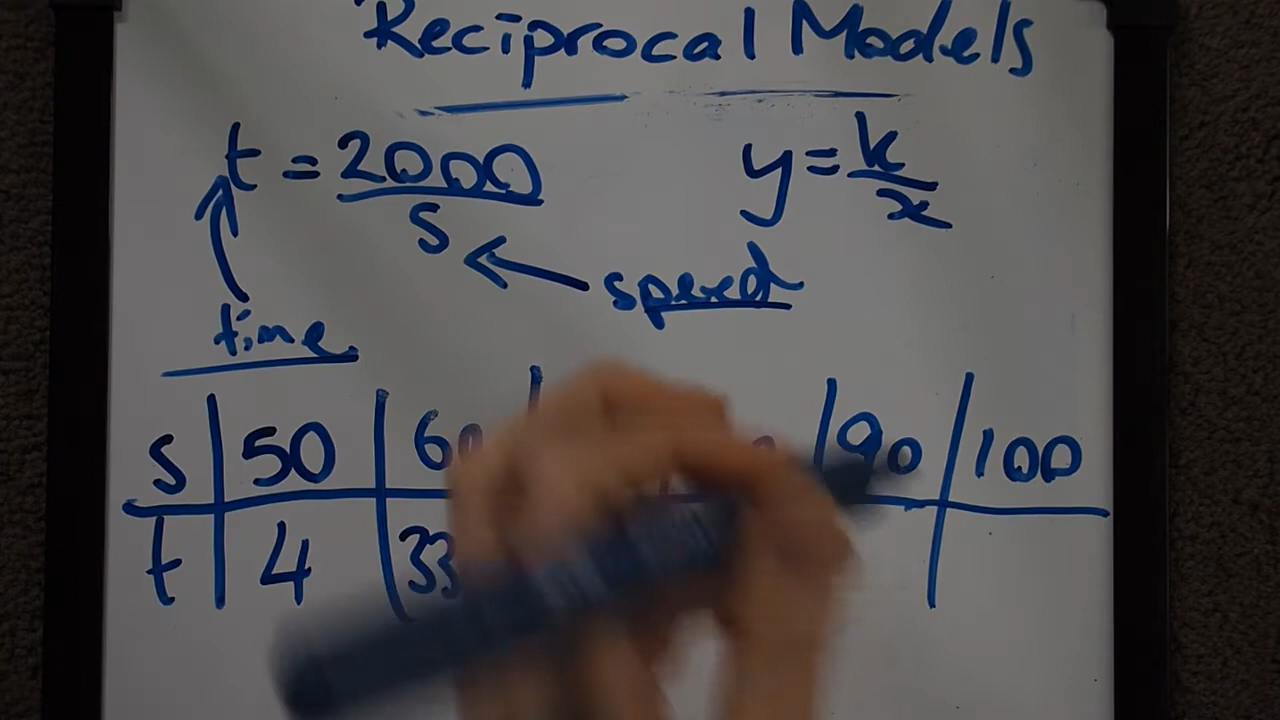 Reciprocal Models
t = 2000/s y = k/x
speed
time
s 50 60 90 100
t 4 33